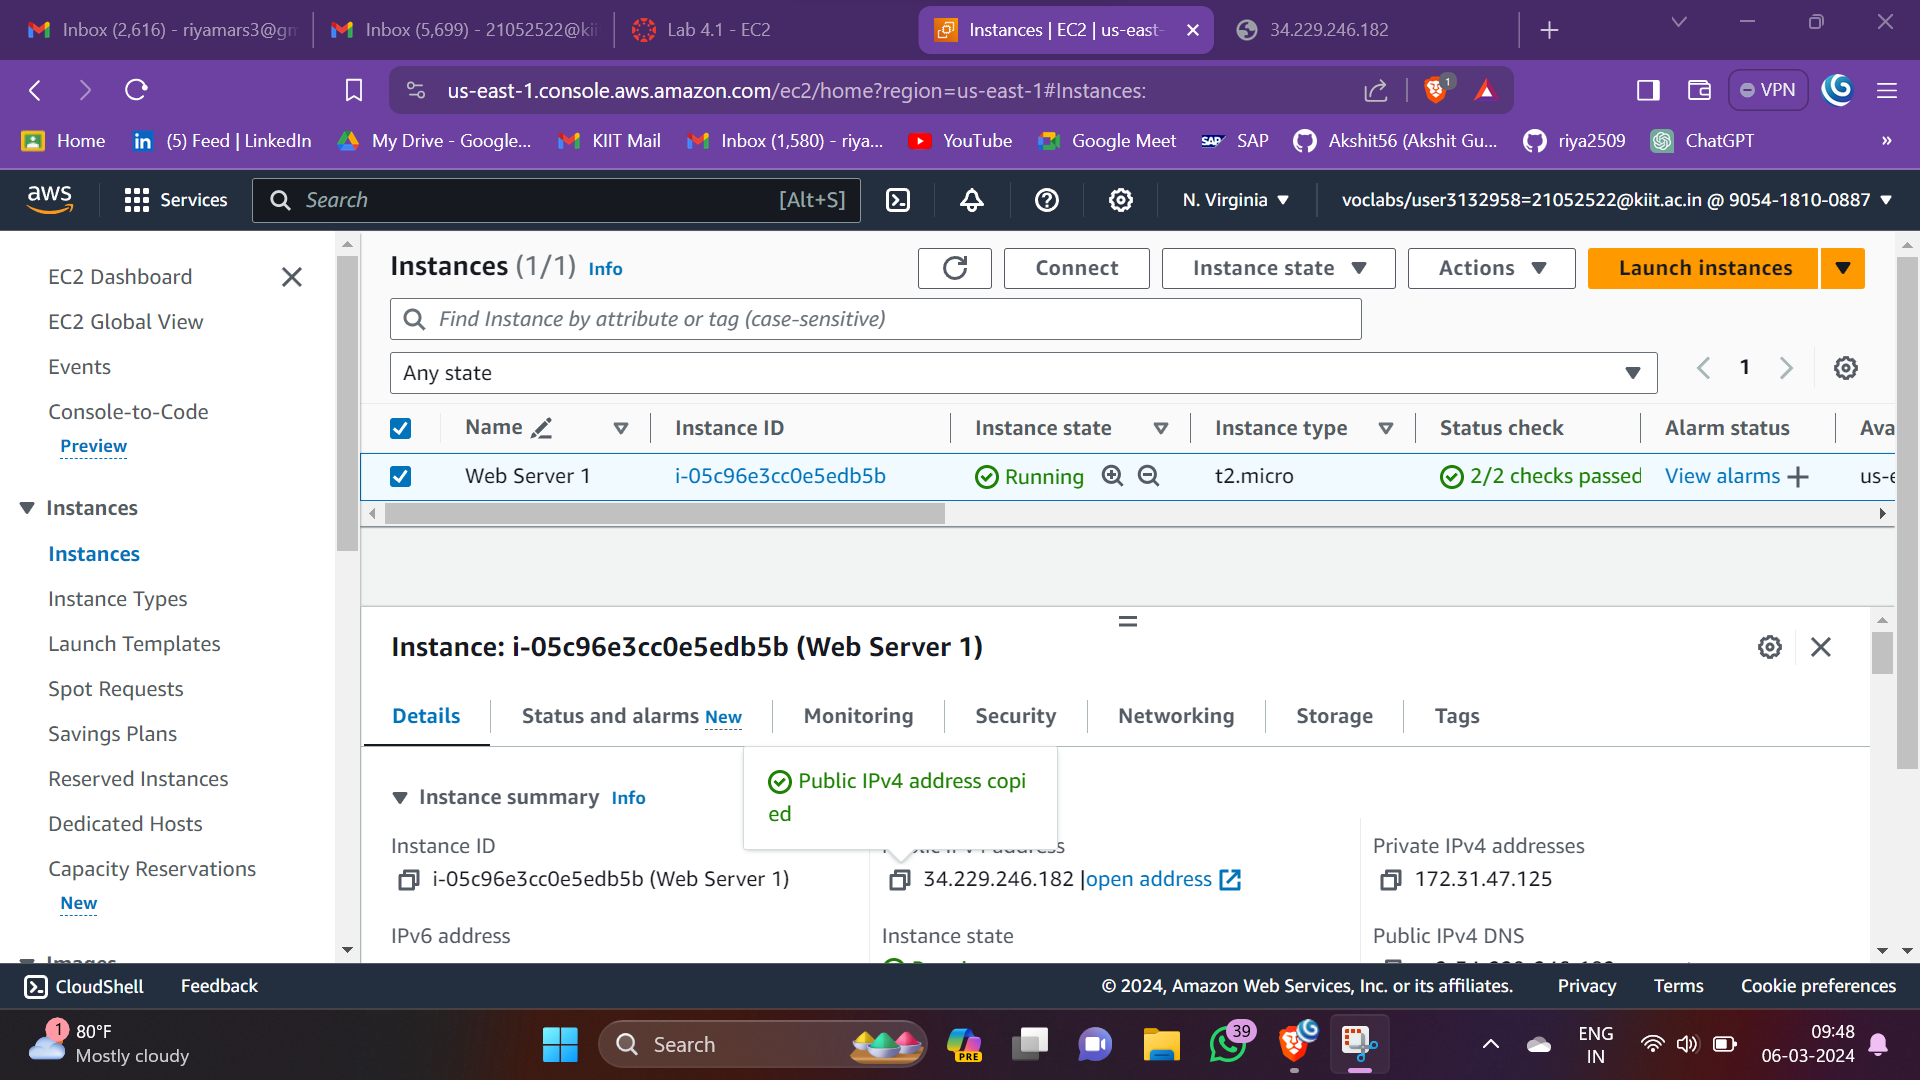 Inbox (2,616) - riyamars3@gm
Inbox (5,699) - 21052522@kii
Lab 4.1 - EC2
Instances | EC2 | us-east-
34.229.246.182
us-east-1.console.aws.amazon.com/ec2/home?region=us-east-1#Instances:
1
VPN
Home
(5) Feed | LinkedIn
My Drive - Google...
KIIT Mail
Inbox (1,580) - riya...
YouTube
Google Meet
SAP
SAP
Akshit56 (Akshit Gu...
riya2509
ChatGPT
»
aws
Services
Search
[Alt+S]
N. Virginia
voclabs/user3132958=21052522@kiit.ac.in @ 9054-1810-0887
EC2 Dashboard
EC2 Global View
Events
Console-to-Code
Preview
Instances
Instances
Instance Types
Launch Templates
Spot Requests
Savings Plans
Reserved Instances
Dedicated Hosts
Capacity Reservations
New
Images
Instances (1/1) Info
Connect
Instance state
Actions
Launch instances
Find Instance by attribute or tag (case-sensitive)
Any state
1
Name
Instance ID
Instance state
Instance type
Status check
Alarm status
Ava
Web Server 1
i-05c96e3cc0e5edb5b
Running
t2.micro
2/2 checks passed
View alarms
us-e
Instance: i-05c96e3cc0e5edb5b (Web Server 1)
Details
Status and alarms New
Monitoring
Security
Networking
Storage
Tags
Public IPv4 address copi
ed
Instance summary Info
Instance ID
i-05c96e3cc0e5edb5b (Web Server 1)
34.229.246.182 |open address
Private IPv4 addresses
172.31.47.125
IPv6 address
Instance state
Public IPv4 DNS
CloudShell
Feedback
© 2024, Amazon Web Services, Inc. or its affiliates.
Privacy
Terms
Cookie preferences
1
80°F
Mostly cloudy
Search
PRE
39
ENG
IN
09:48
06-03-2024